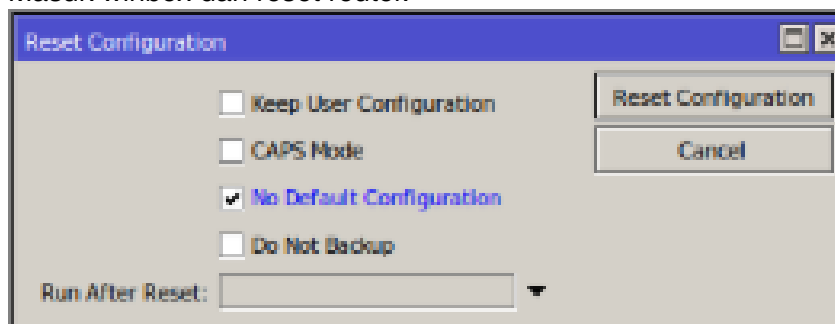 Reset Configuration
Keep User Configuration
Reset Configuration
CAPS Mode
Cancel
No Default Configuration
Do Not Backup
Run After Reset: